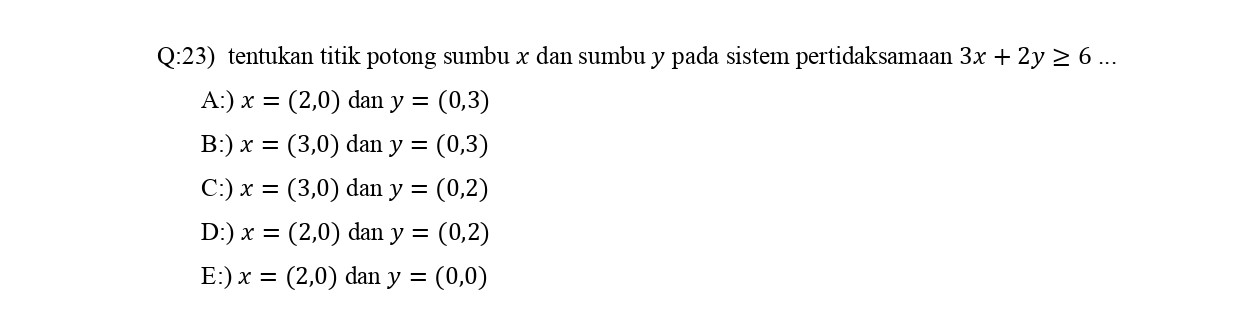 Q:23) tentukan titik potong sumbu x dan sumbu y pada sistem pertidaksamaan 3x + 2y ≥ 6 ...
A:) x = (2,0) dan y = (0,3)
B:) x = (3,0) dan y = (0,3)
C:) x = (3,0) dan y = (0,2)
D:) x = (2,0) dan y = (0,2)
E:) x = (2,0) dan y = (0,0)